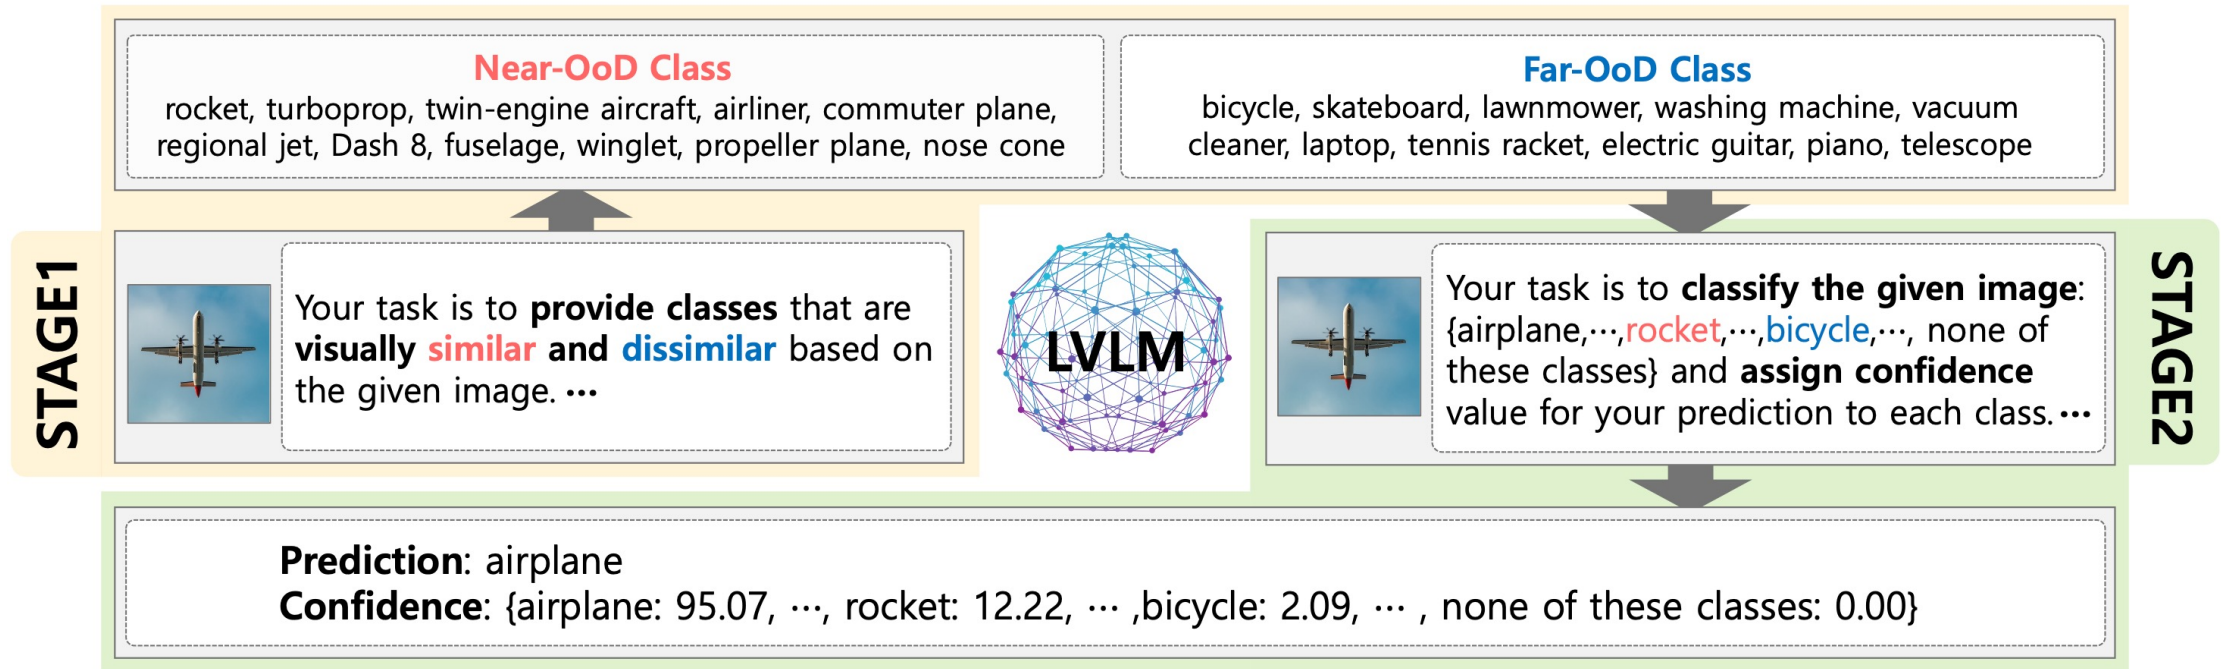 Near-OoD Class
rocket, turboprop, twin-engine aircraft, airliner, commuter plane,
regional jet, Dash 8, fuselage, winglet, propeller plane, nose cone
Far-OoD Class
bicycle, skateboard, lawnmower, washing machine, vacuum
cleaner, laptop, tennis racket, electric guitar, piano, telescope
STAGE1
Your task is to provide classes that are
visually similar and dissimilar based on
the given image. ···
LVLM
Your task is to classify the given image:
{airplane,···,rocket,···,bicycle,···, none of
these classes} and assign confidence
value for your prediction to each class. ···
STAGE2
Prediction: airplane
Confidence: {airplane: 95.07, ···, rocket: 12.22, ··· ,bicycle: 2.09, ··· , none of these classes: 0.00}